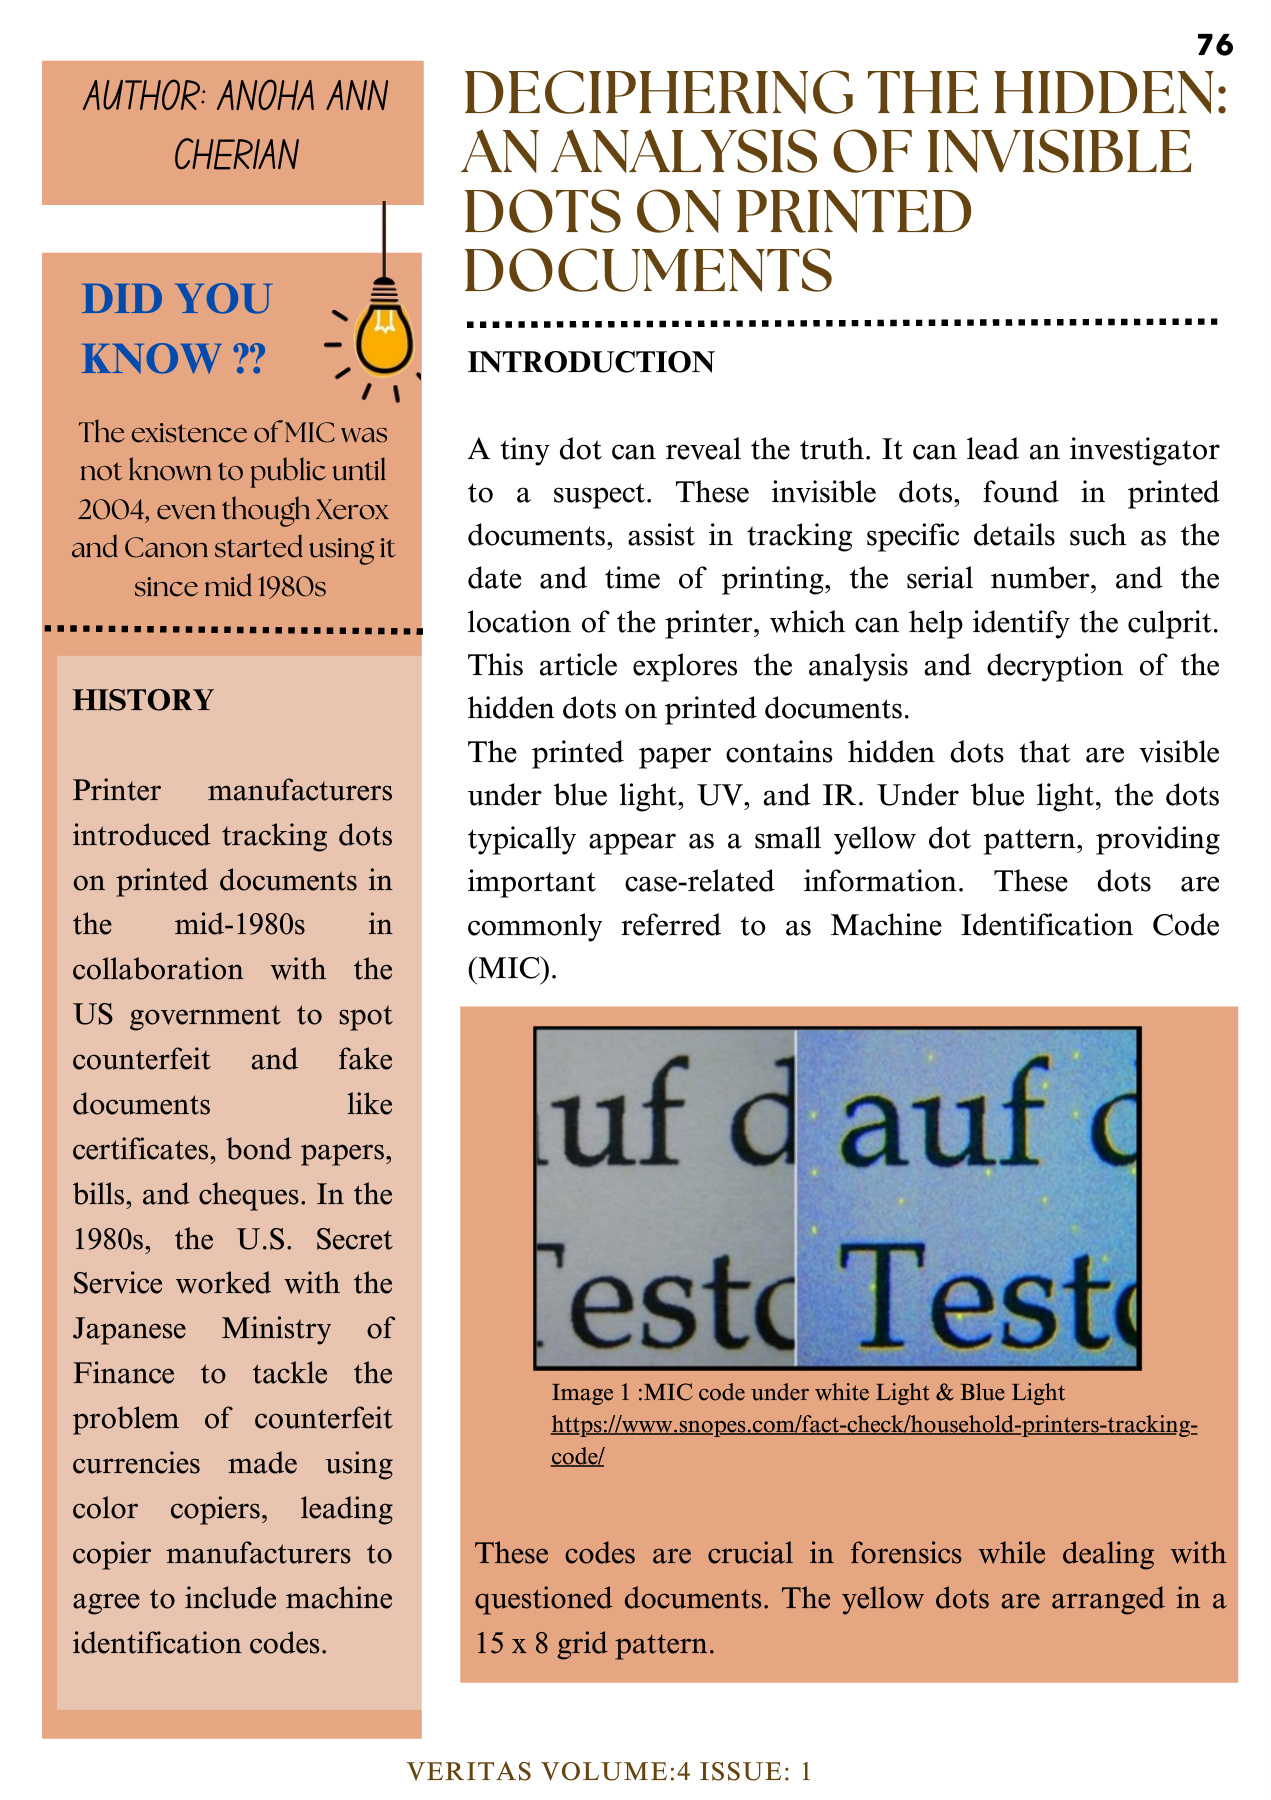 76
AUTHOR: ANOHA ANN
CHERIAN
DECIPHERING THE HIDDEN:
AN ANALYSIS OF INVISIBLE
DOTS ON PRINTED
DOCUMENTS
DID YOU
KNOW ??
The existence of MIC was
not known to public until
2004, even though Xerox
and Canon started using it
since mid 1980s
HISTORY
Printer manufacturers
introduced tracking dots
on printed documents in
the mid-1980s in
collaboration with the
US government to spot
counterfeit and fake
documents like
certificates, bond papers,
bills, and cheques. In the
1980s, the U.S. Secret
Service worked with the
Japanese Ministry of
Finance to tackle the
problem of counterfeit
currencies made using
color copiers, leading
copier manufacturers to
agree to include machine
identification codes.
INTRODUCTION
A tiny dot can reveal the truth. It can lead an investigator
to a suspect. These invisible dots, found in printed
documents, assist in tracking specific details such as the
date and time of printing, the serial number, and the
location of the printer, which can help identify the culprit.
This article explores the analysis and decryption of the
hidden dots on printed documents.
The printed paper contains hidden dots that are visible
under blue light, UV, and IR. Under blue light, the dots
typically appear as a small yellow dot pattern, providing
important case-related information. These dots are
commonly referred to as Machine Identification Code
(MIC).
uf d auf d
Testo Testo
Image 1 :MIC code under white Light & Blue Light
https://www.snopes.com/fact-check/household-printers-tracking-
code/
These codes are crucial in forensics while dealing with
questioned documents. The yellow dots are arranged in a
15 x 8 grid pattern.
VERITAS VOLUME:4 ISSUE: 1